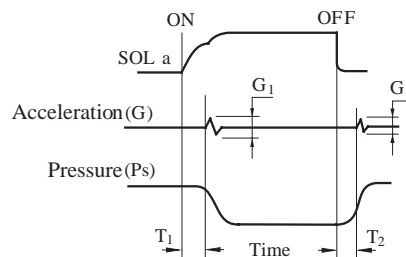 ON OFF
SOL a
G₁ G
Acceleration(G)
Pressure(Ps)
T₁ Time T₂